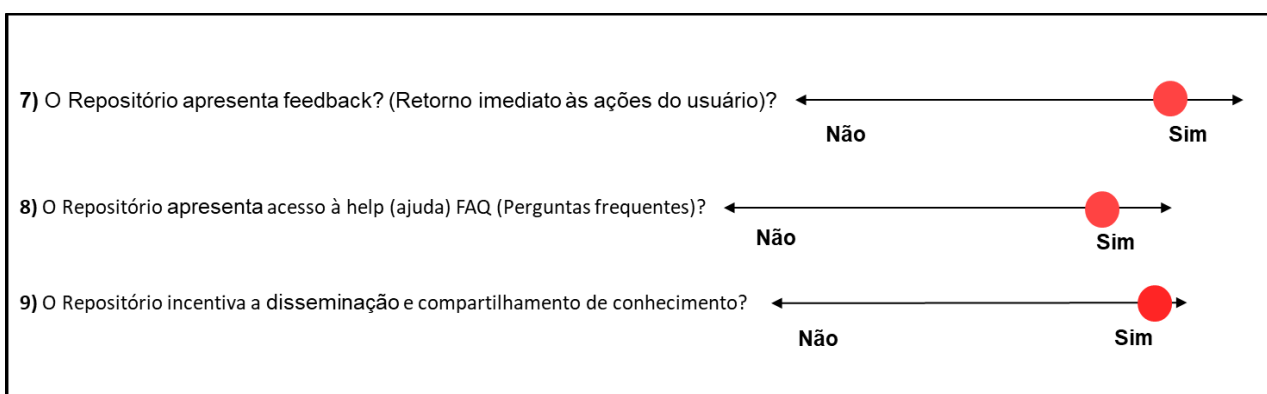 7) O Repositório apresenta feedback? (Retorno imediato às ações do usuário)?
Não Sim
8) O Repositório apresenta acesso à help (ajuda) FAQ (Perguntas frequentes)?
Não Sim
9) O Repositório incentiva a disseminação e compartilhamento de conhecimento?
Não Sim